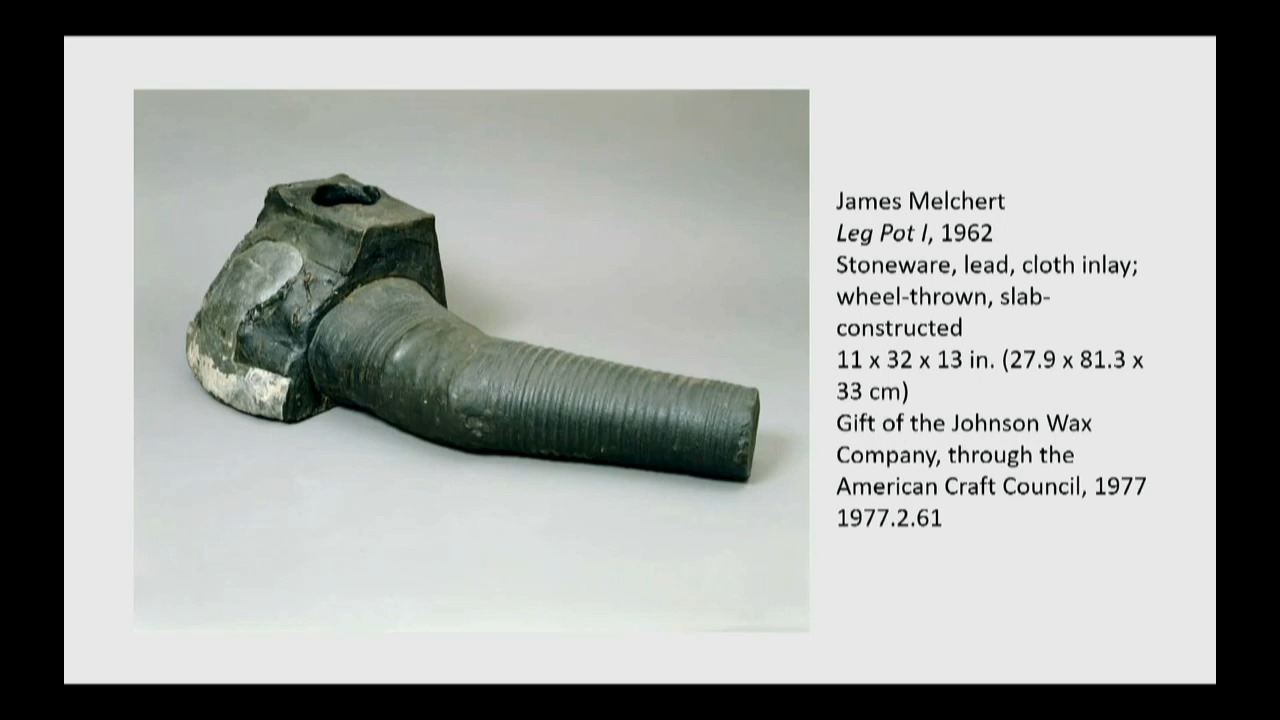 James Melchert
Leg Pot I, 1962
Stoneware, lead, cloth inlay;
wheel-thrown, slab-
constructed
11 x 32 x 13 in. (27.9 x 81.3 x
33 cm)
Gift of the Johnson Wax
Company, through the
American Craft Council, 1977
1977.2.61